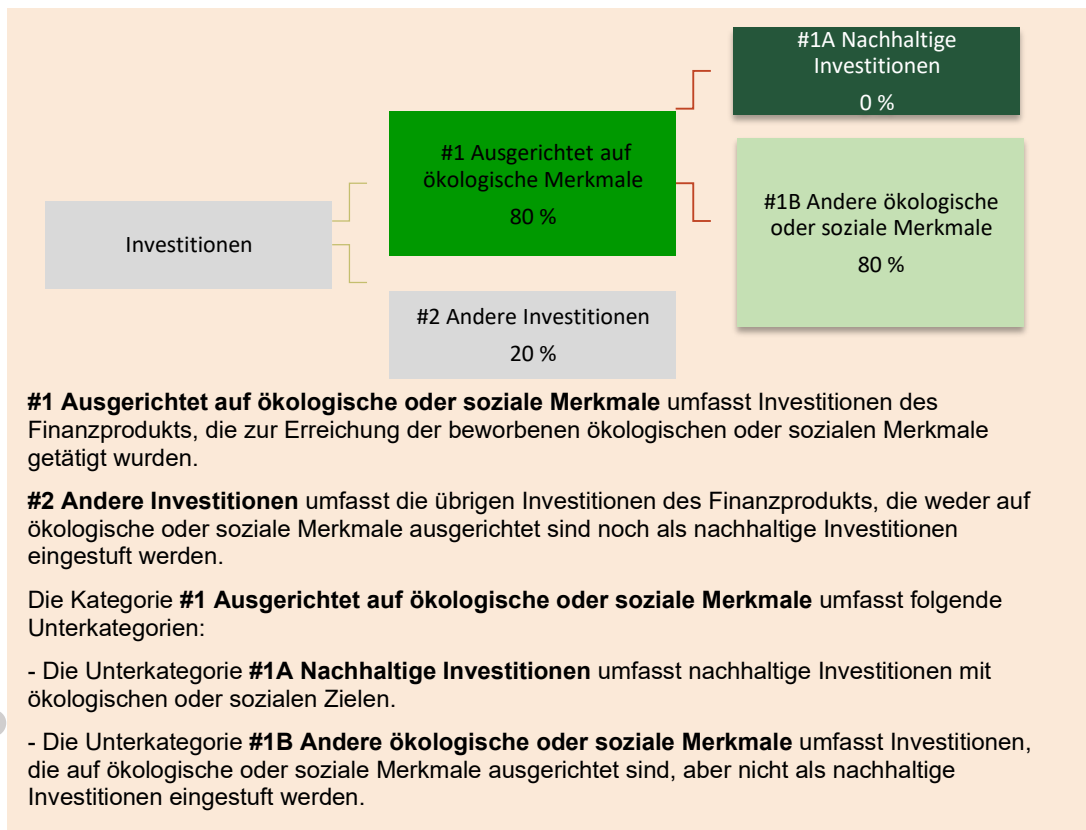 #1A Nachhaltige
Investitionen
0 %
#1 Ausgerichtet auf
ökologische Merkmale
80 %
#1B Andere ökologische
oder soziale Merkmale
80 %
Investitionen
#2 Andere Investitionen
20 %
#1 Ausgerichtet auf ökologische oder soziale Merkmale umfasst Investitionen des
Finanzprodukts, die zur Erreichung der beworbenen ökologischen oder sozialen Merkmale
getätigt wurden.
#2 Andere Investitionen umfasst die übrigen Investitionen des Finanzprodukts, die weder auf
ökologische oder soziale Merkmale ausgerichtet sind noch als nachhaltige Investitionen
eingestuft werden.
Die Kategorie #1 Ausgerichtet auf ökologische oder soziale Merkmale umfasst folgende
Unterkategorien:
- Die Unterkategorie #1A Nachhaltige Investitionen umfasst nachhaltige Investitionen mit
ökologischen oder sozialen Zielen.
- Die Unterkategorie #1B Andere ökologische oder soziale Merkmale umfasst Investitionen,
die auf ökologische oder soziale Merkmale ausgerichtet sind, aber nicht als nachhaltige
Investitionen eingestuft werden.